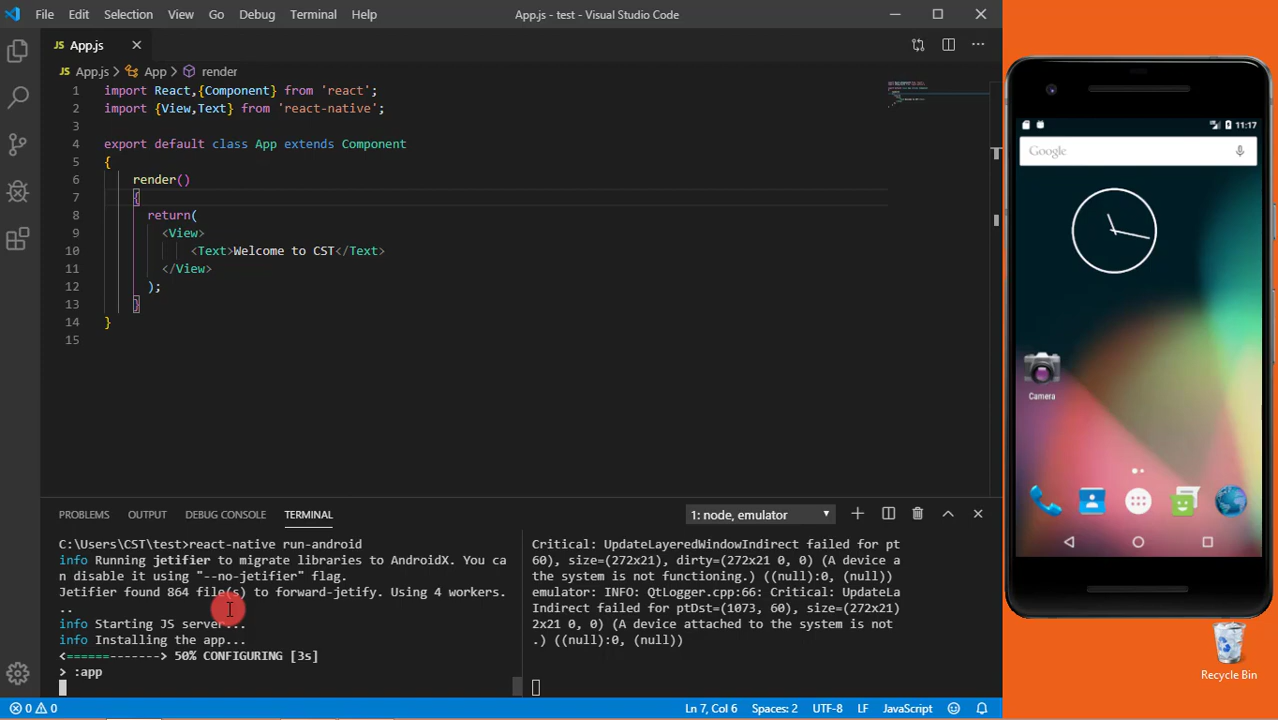 File Edit Selection View Go Debug Terminal Help App.js - test - Visual Studio Code
JS App.js
JS App.js > App > render
1 import React,{Component} from 'react';
2 import {View,Text} from 'react-native';
3
4 export default class App extends Component
5 {
6 render()
7 {
8 return(
9 <View>
10 <Text>Welcome to CST</Text>
11 </View>
12 );
13 }
14 }
15
PROBLEMS OUTPUT DEBUG CONSOLE TERMINAL 1: node, emulator
C:\Users\CST\test>react-native run-android
info Running jetifier to migrate libraries to AndroidX. You ca
n disable it using "--no-jetifier" flag.
Jetifier found 864 file(s) to forward-jetify. Using 4 workers.
..
info Starting JS server...
info Installing the app...
<======-------> 50% CONFIGURING [3s]
> :app
Critical: UpdateLayeredWindowIndirect failed for pt
60), size=(272x21), dirty=(272x21 0, 0) (A device a
the system is not functioning.) ((null):0, (null))
emulator: INFO: QtLogger.cpp:66: Critical: UpdateLa
Indirect failed for ptDst=(1073, 60), size=(272x21)
2x21 0, 0) (A device attached to the system is not
.) ((null):0, (null))
0 0 Ln 7, Col 6 Spaces: 2 UTF-8 LF JavaScript
11:17
Google
Camera
Recycle Bin